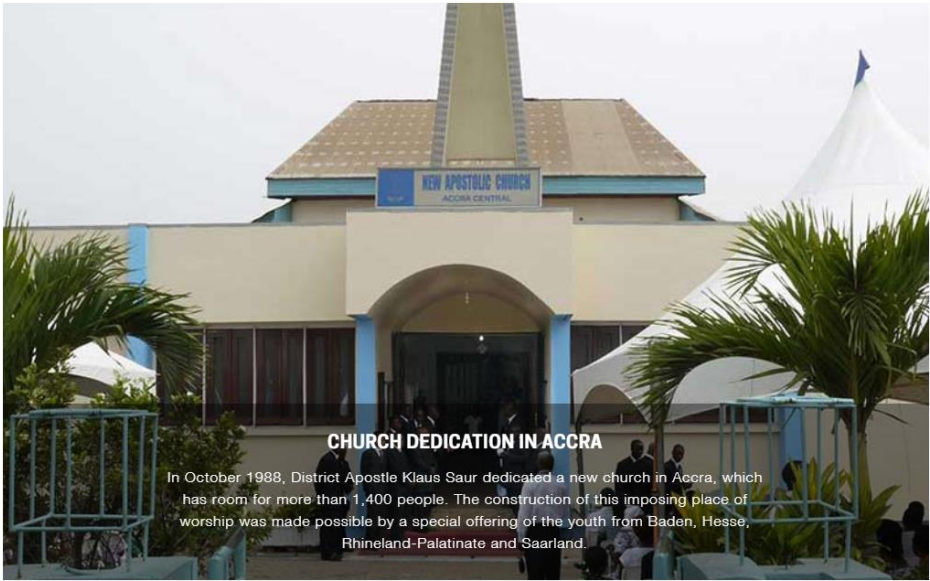 NEW APOSTOLIC CHURCH
ACCRA CENTRAL
CHURCH DEDICATION IN ACCRA
In October 1988, District Apostle Klaus Saur dedicated a new church in Accra, which
has room for more than 1,400 people. The construction of this imposing place of
worship was made possible by a special offering of the youth from Baden, Hesse,
Rhineland-Palatinate and Saarland.